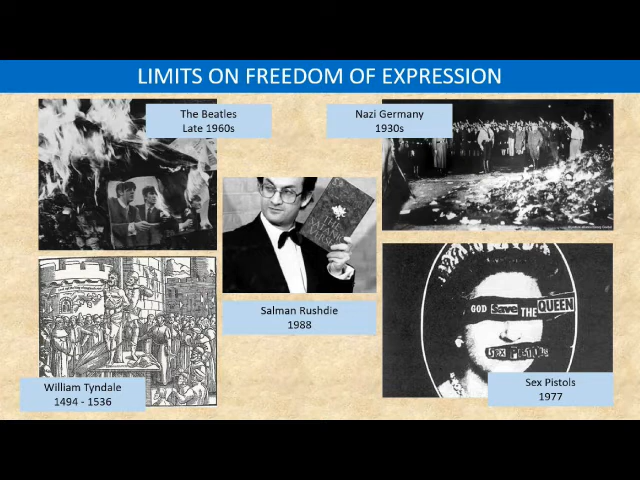 LIMITS ON FREEDOM OF EXPRESSION
The Beatles
Late 1960s
Nazi Germany
1930s
Salman Rushdie
1988
GOD Save THE QUEEN
SEX PISTOLS
William Tyndale
1494 - 1536
Sex Pistols
1977